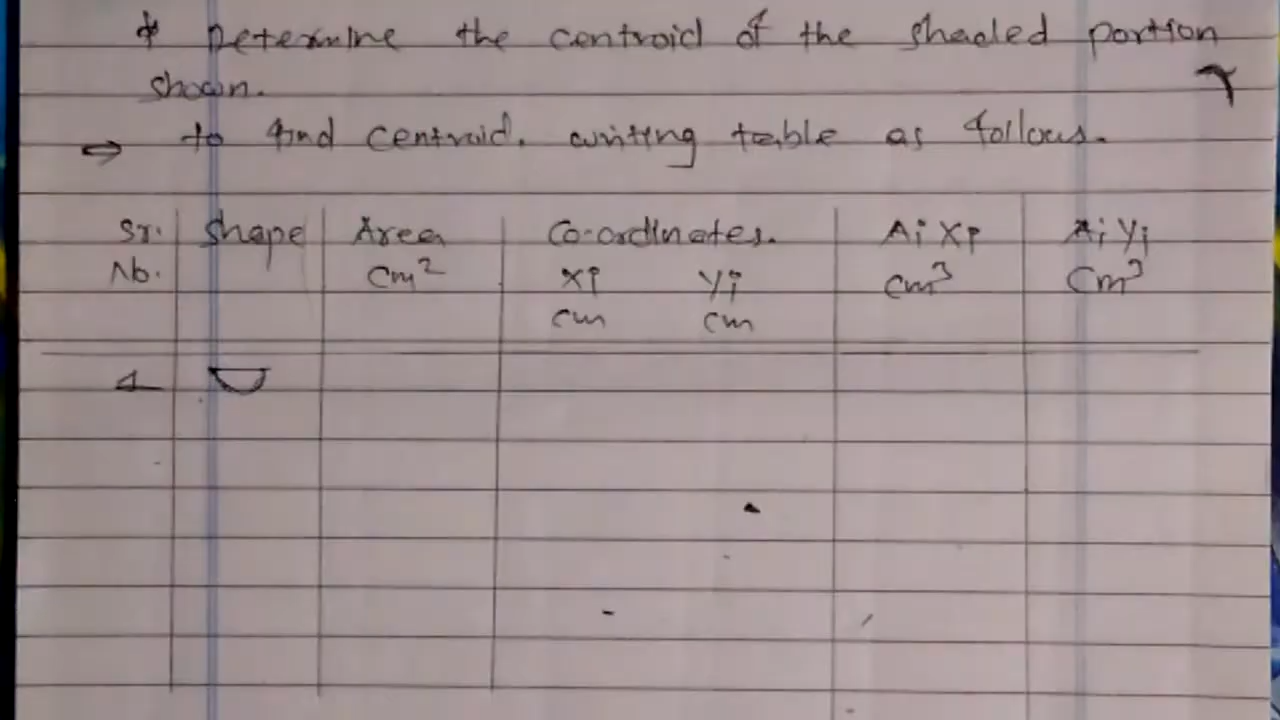 * Determine the centroid of the shaded portion
shown.
⇒ to find centroid. writing table as follows.
Sr. Shape Area Co-ordinates. Ai Xi Ai Yi
No. cm² Xi Yi cm³ cm³
cm cm
1